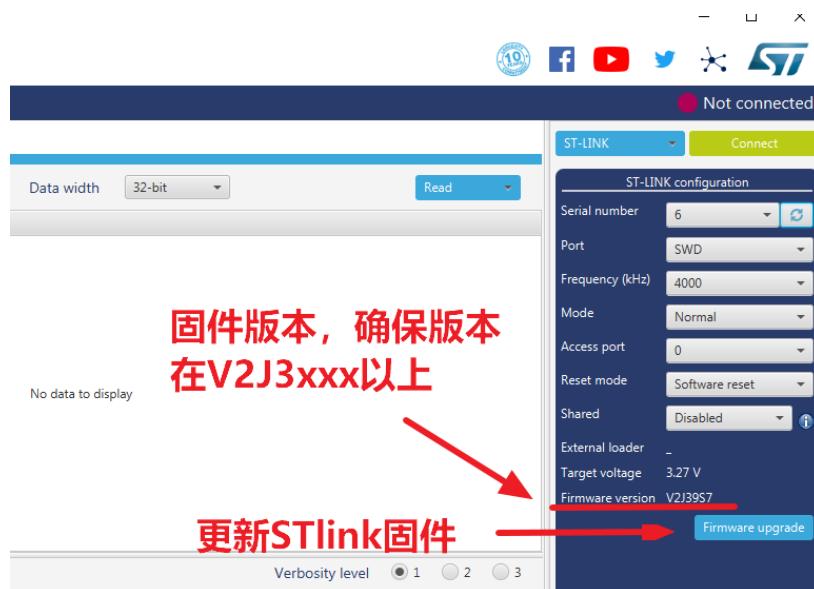 10
ST
Not connected
ST-LINK
Connect
Data width
32-bit
Read
ST-LINK configuration
Serial number
6
Port
SWD
Frequency (kHz)
4000
Mode
Normal
Access port
0
Reset mode
Software reset
Shared
Disabled
External loader
_
Target voltage
3.27 V
Firmware version
V2J39S7
Firmware upgrade
固件版本，确保版本
在V2J3xxx以上
No data to display
更新STlink固件
Verbosity level
1
2
3